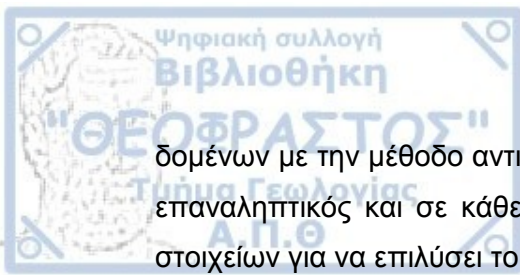 Ψηφιακή συλλογή
Βιβλιοθήκη
"ΘΕΟΦΡΑΣΤΟΣ"
δομένων με την μέθοδο αντι
Τμήμα Γεωλογίας
επαναληπτικός και σε κάθε
Α.Π.Θ
στοιχείων για να επιλύσει το